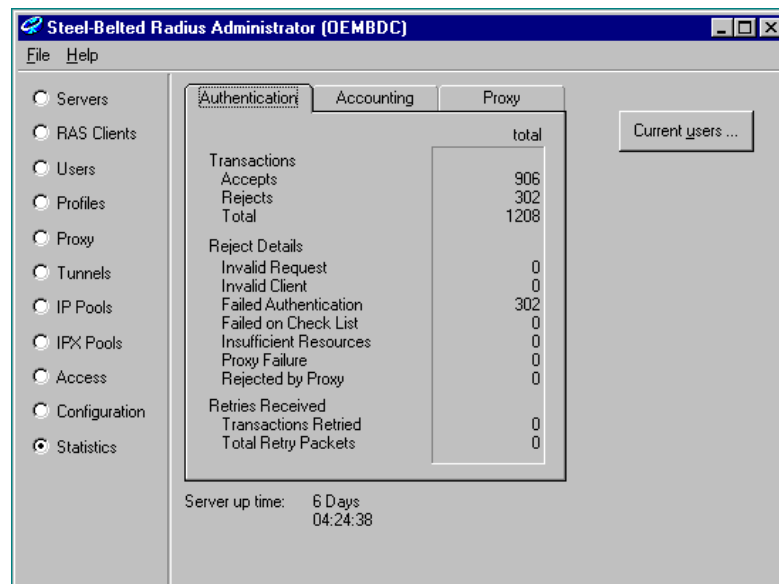 Steel-Belted Radius Administrator (OEMBDC)
File Help
Servers
RAS Clients
Users
Profiles
Proxy
Tunnels
IP Pools
IPX Pools
Access
Configuration
Statistics
Authentication Accounting Proxy
total
Transactions
Accepts 906
Rejects 302
Total 1208
Reject Details
Invalid Request 0
Invalid Client 0
Failed Authentication 302
Failed on Check List 0
Insufficient Resources 0
Proxy Failure 0
Rejected by Proxy 0
Retries Received
Transactions Retried 0
Total Retry Packets 0
Server up time: 6 Days
04:24:38
Current users ...